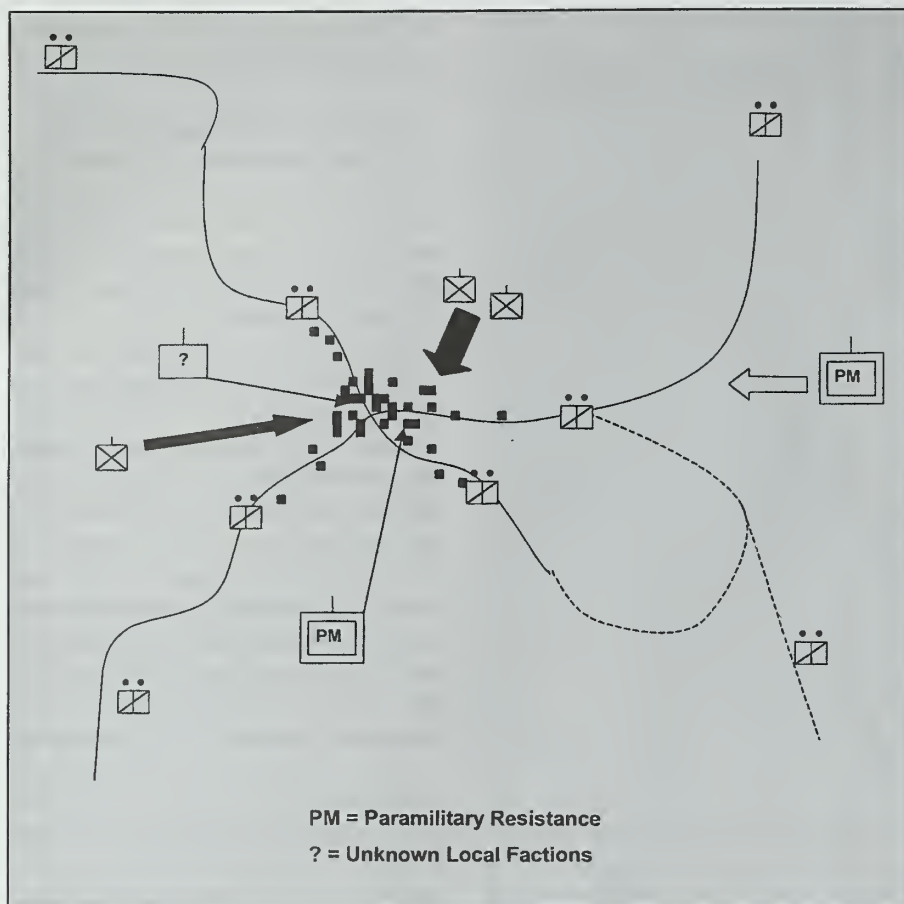 ?
PM
PM
PM = Paramilitary Resistance
? = Unknown Local Factions